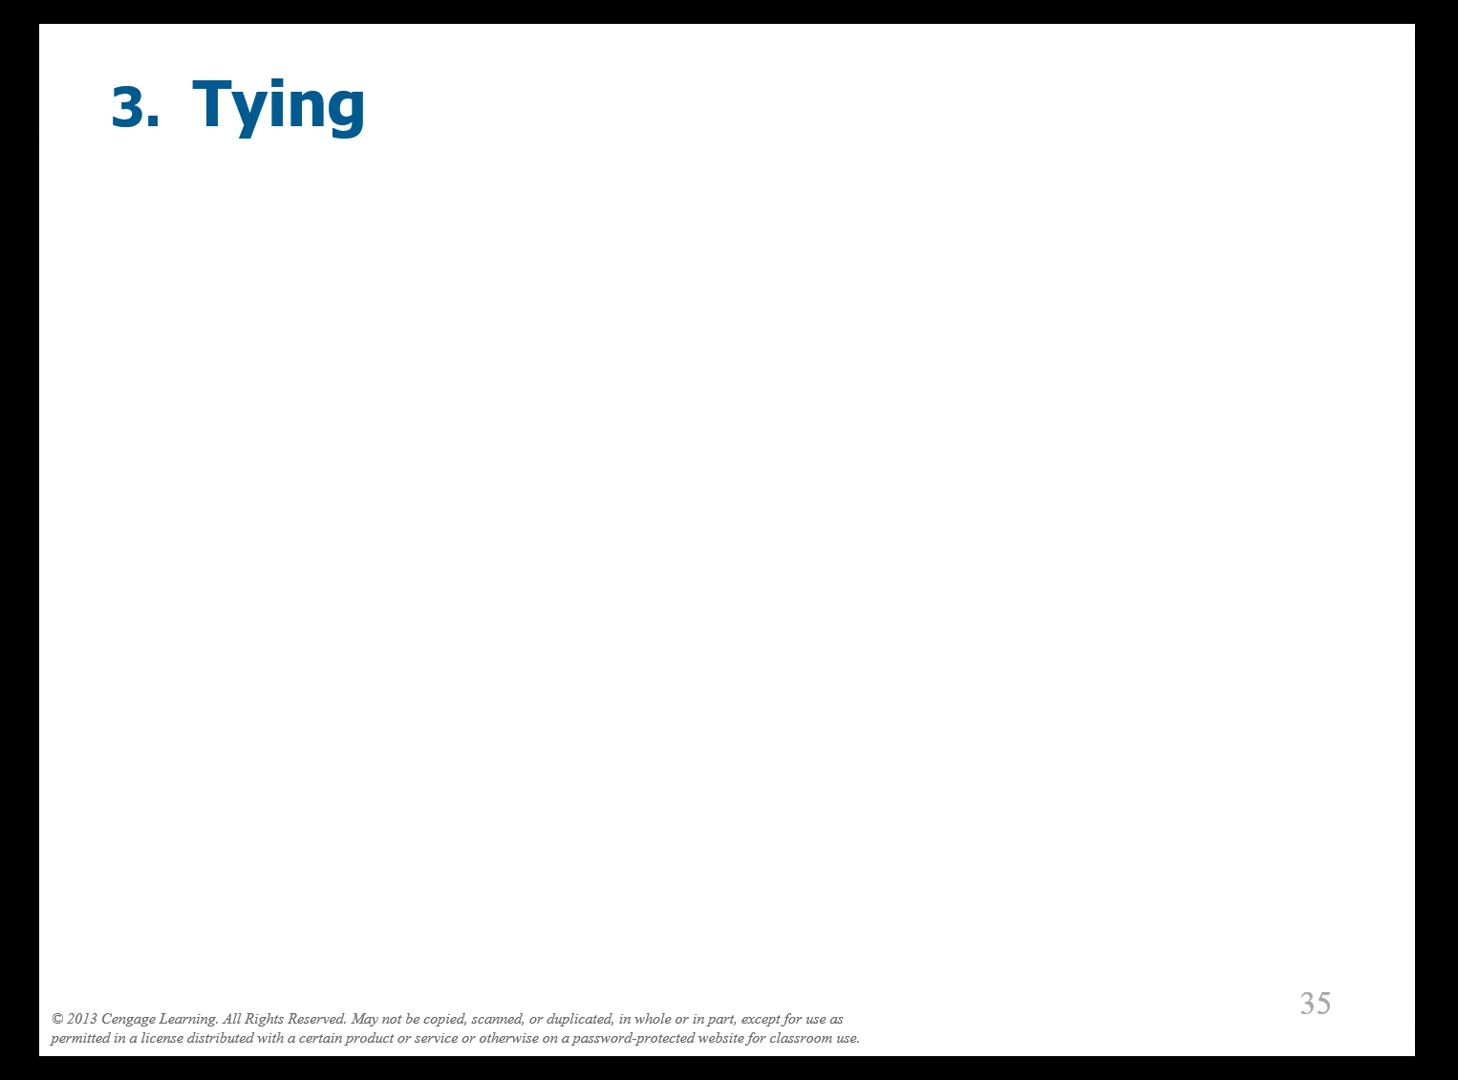 3. Tying
35
© 2013 Cengage Learning. All Rights Reserved. May not be copied, scanned, or duplicated, in whole or in part, except for use as
permitted in a license distributed with a certain product or service or otherwise on a password-protected website for classroom use.